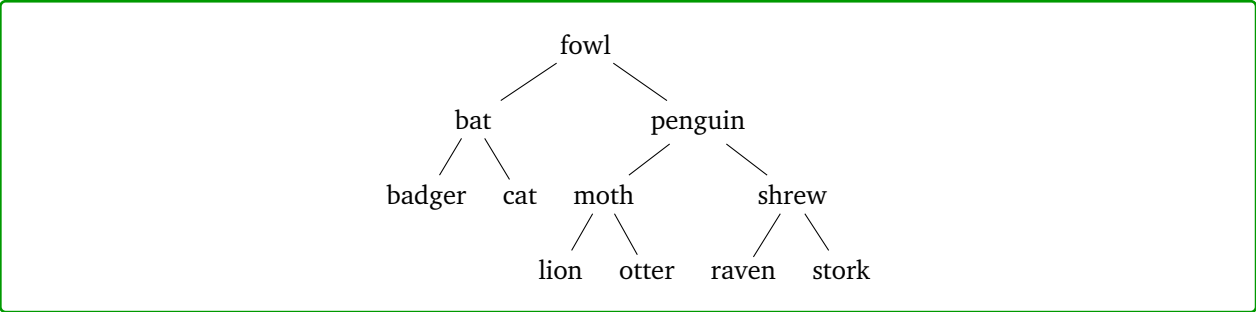 fowl
bat penguin
badger cat moth shrew
lion otter raven stork